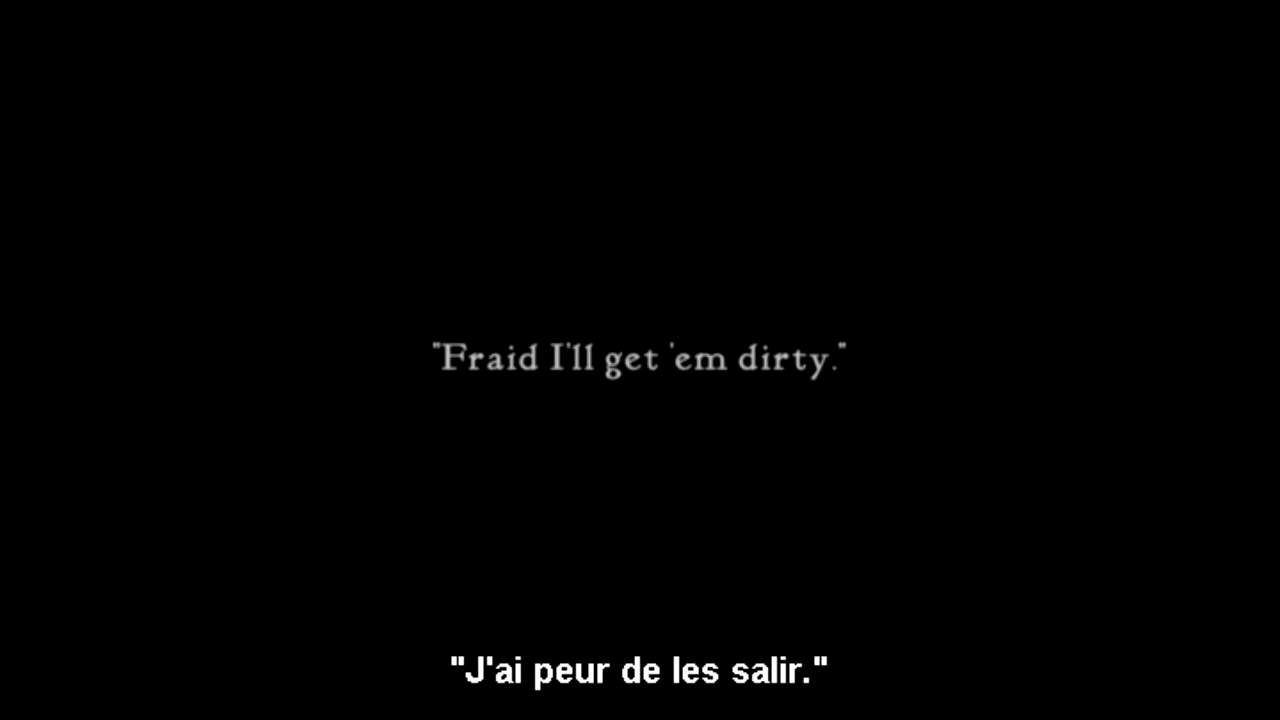 "Fraid I'll get 'em dirty."
"J'ai peur de les salir."